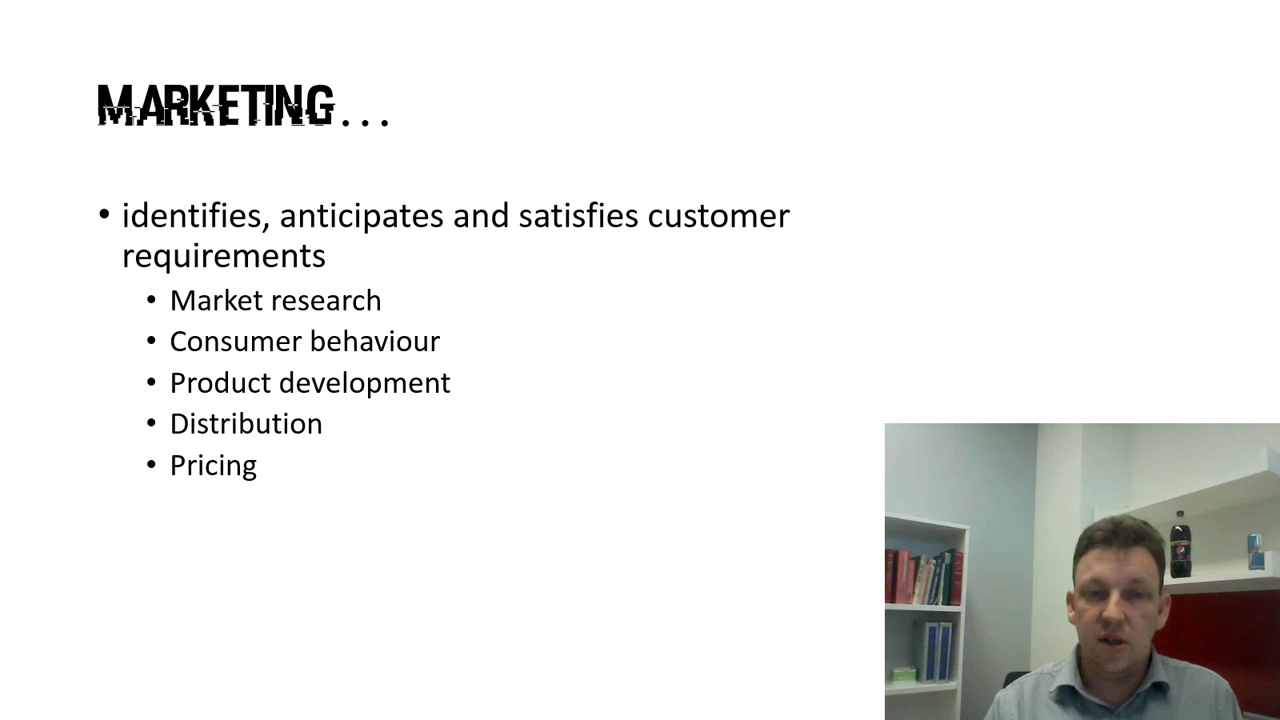 MARKETING...
• identifies, anticipates and satisfies customer
requirements
• Market research
• Consumer behaviour
• Product development
• Distribution
• Pricing